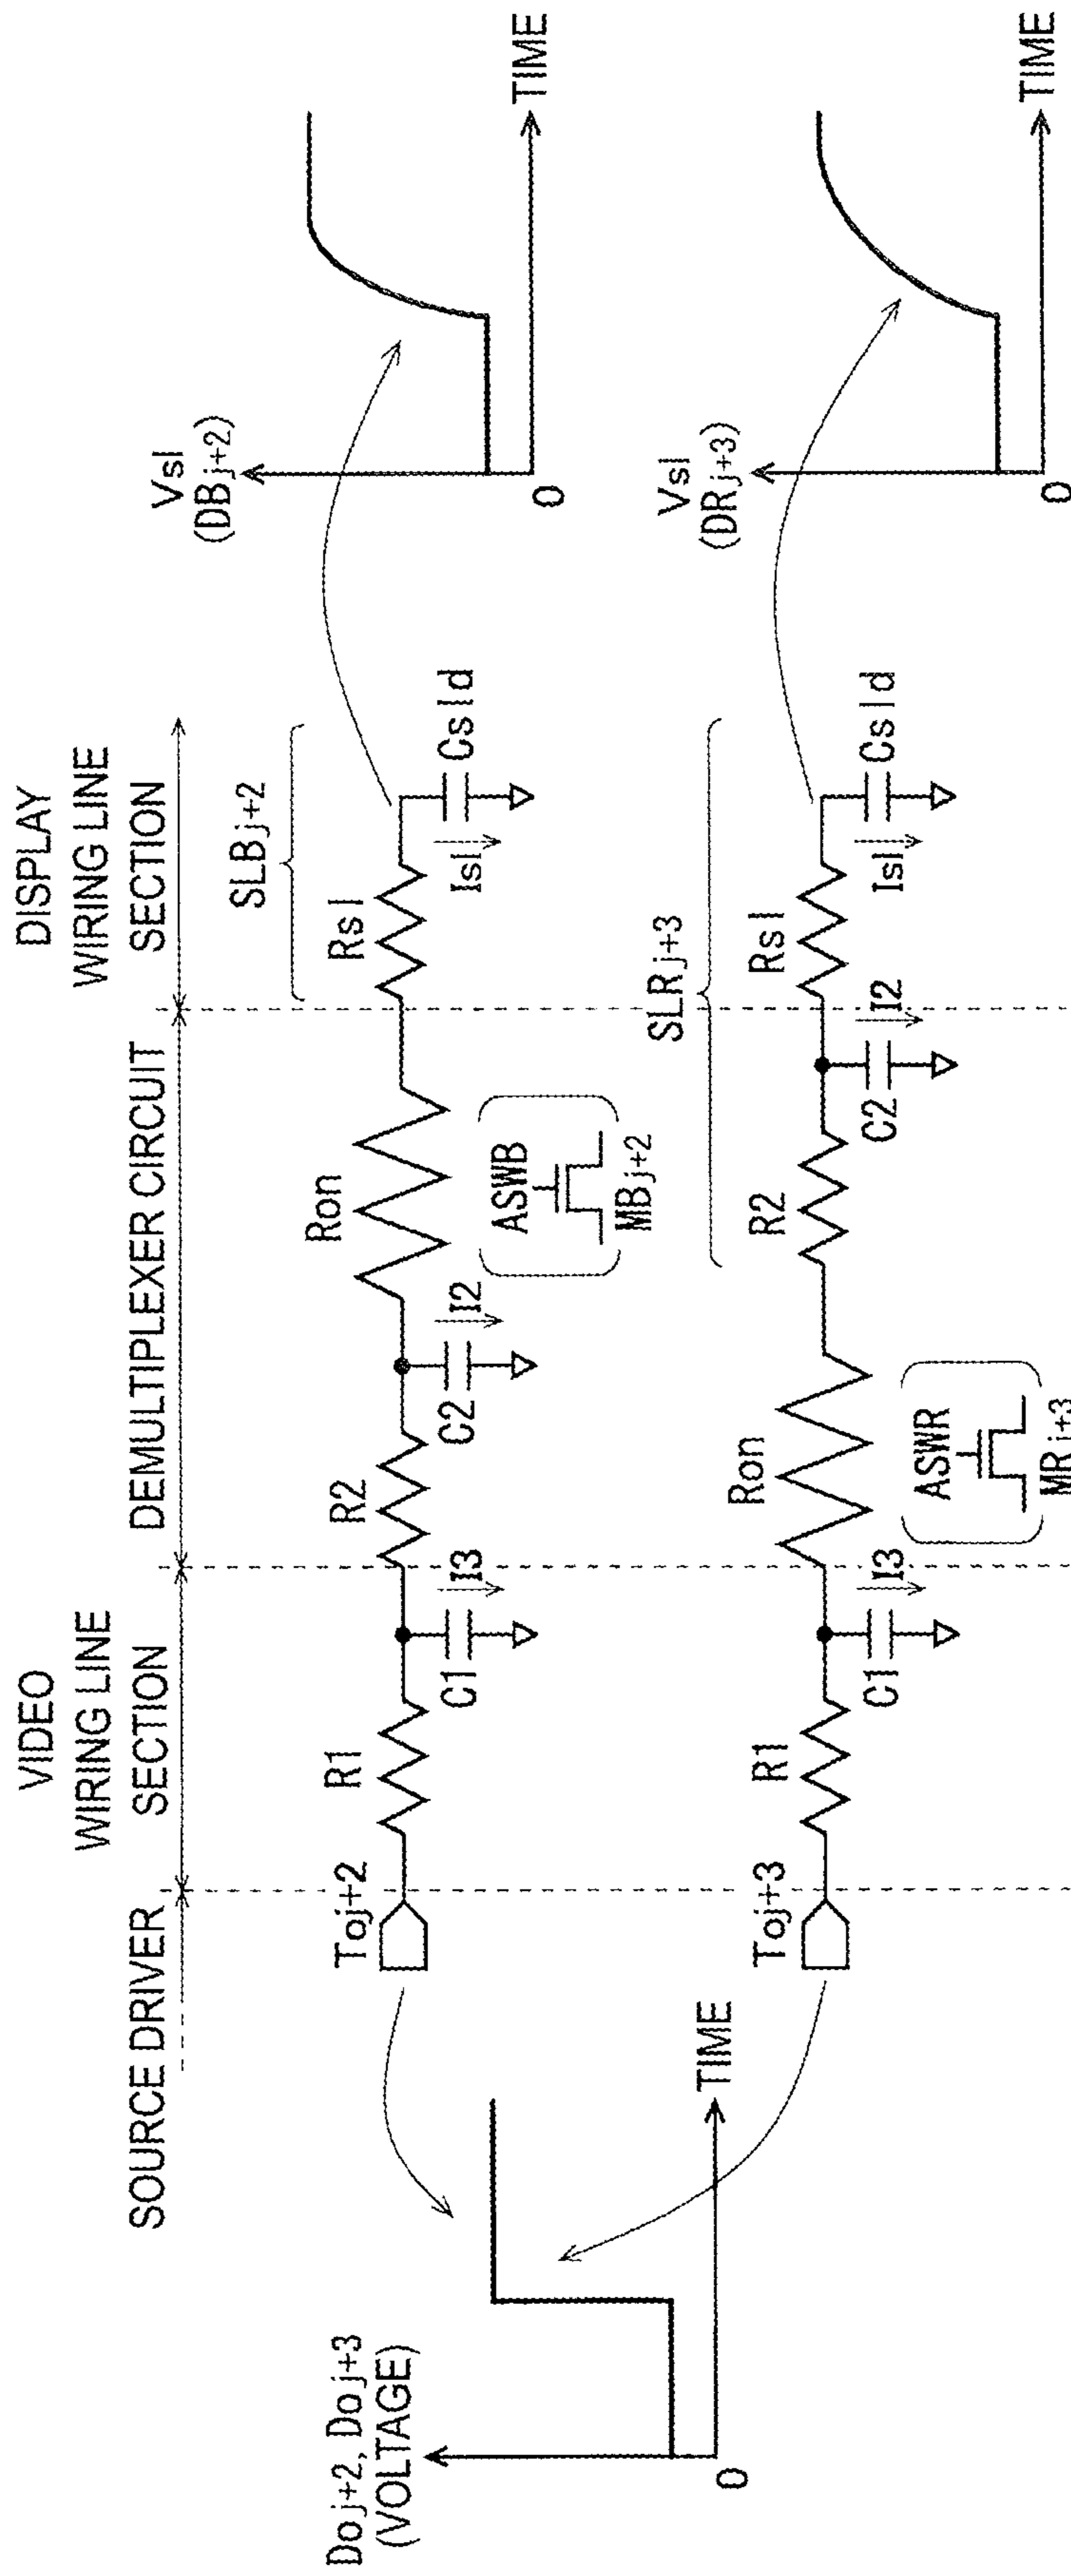 SOURCE DRIVER
VIDEO
WIRING LINE
SECTION
DEMULTIPLEXER CIRCUIT
DISPLAY
WIRING LINE
SECTION
Doj+2, Doj+3
(VOLTAGE)
0
TIME
Toj+2
R1
C1
I3
R2
C2
I2
Ron
ASWB
MBj+2
SLBj+2
Rsl
Isl
Csld
Vsl
(DBj+2)
0
TIME
Toj+3
R1
C1
I3
Ron
ASWR
MRj+3
R2
C2
I2
SLRj+3
Rsl
Isl
Csld
Vsl
(DRj+3)
0
TIME